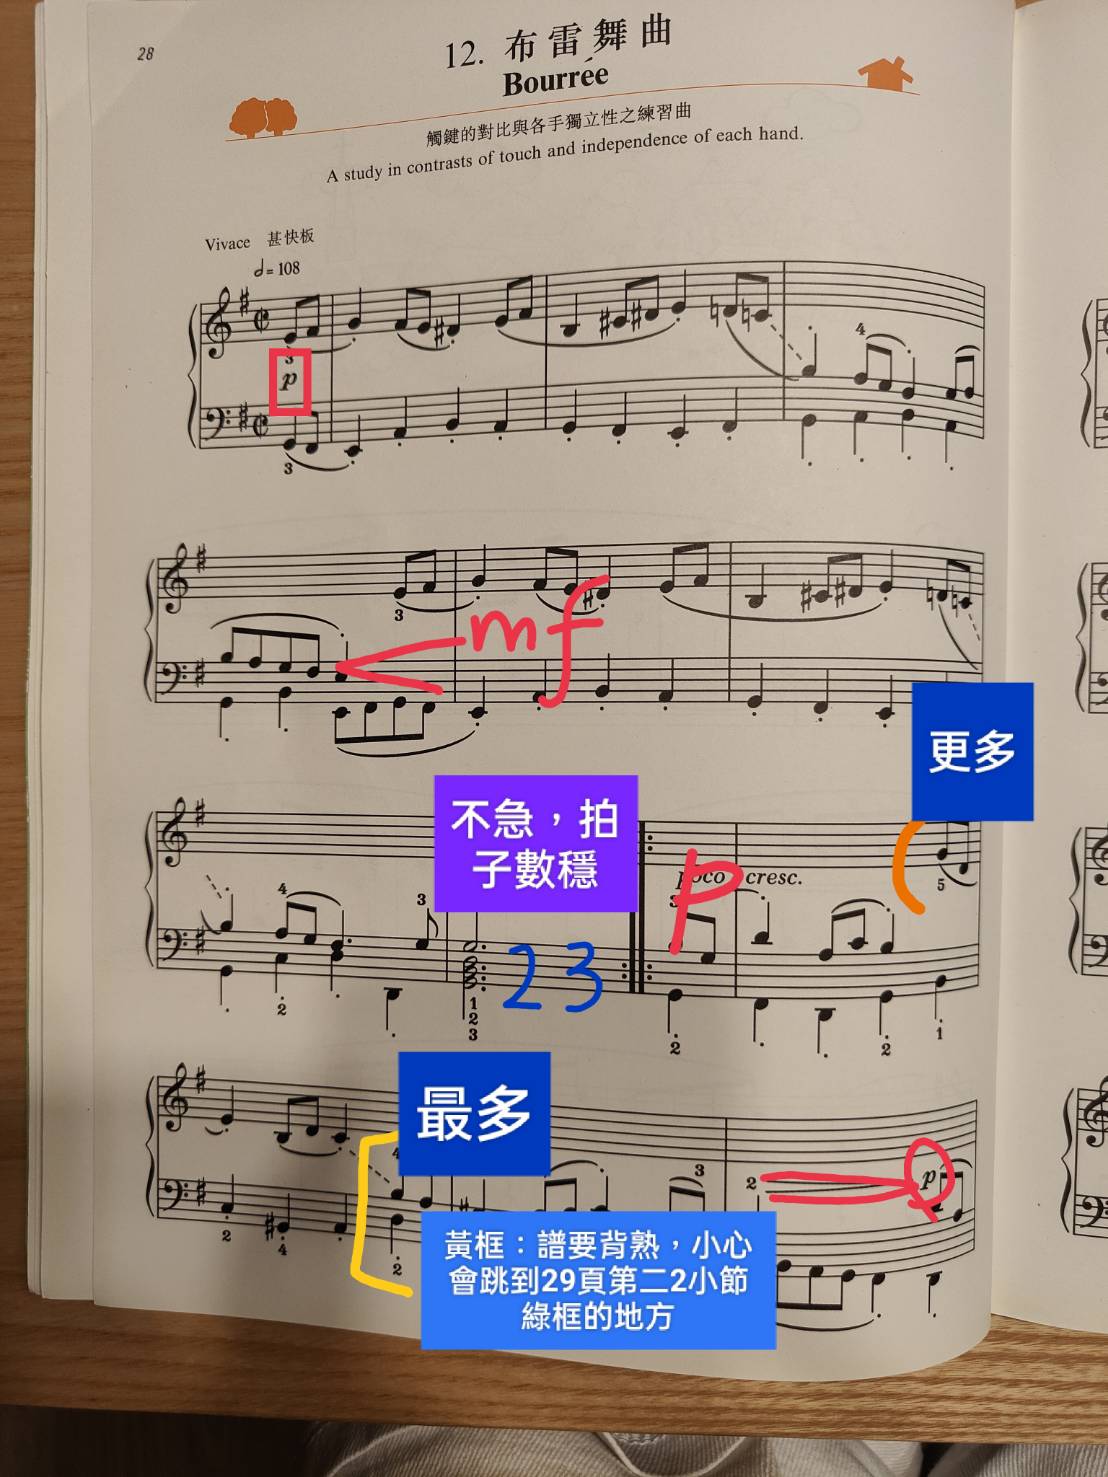 28
12. 布雷舞曲
Bourrée
觸鍵的對比與各手獨立性之練習曲
A study in contrasts of touch and independence of each hand.
Vivace 甚快板
𝅗𝅥 = 108
3
p
3
4
3
mf
更多
不急，拍
子數穩
p
poco cresc.
4
3
3
5
23
2
1
2
3
2
2
1
最多
4
3
2
p
2
4
2
黃框：譜要背熟，小心
會跳到29頁第二2小節
綠框的地方